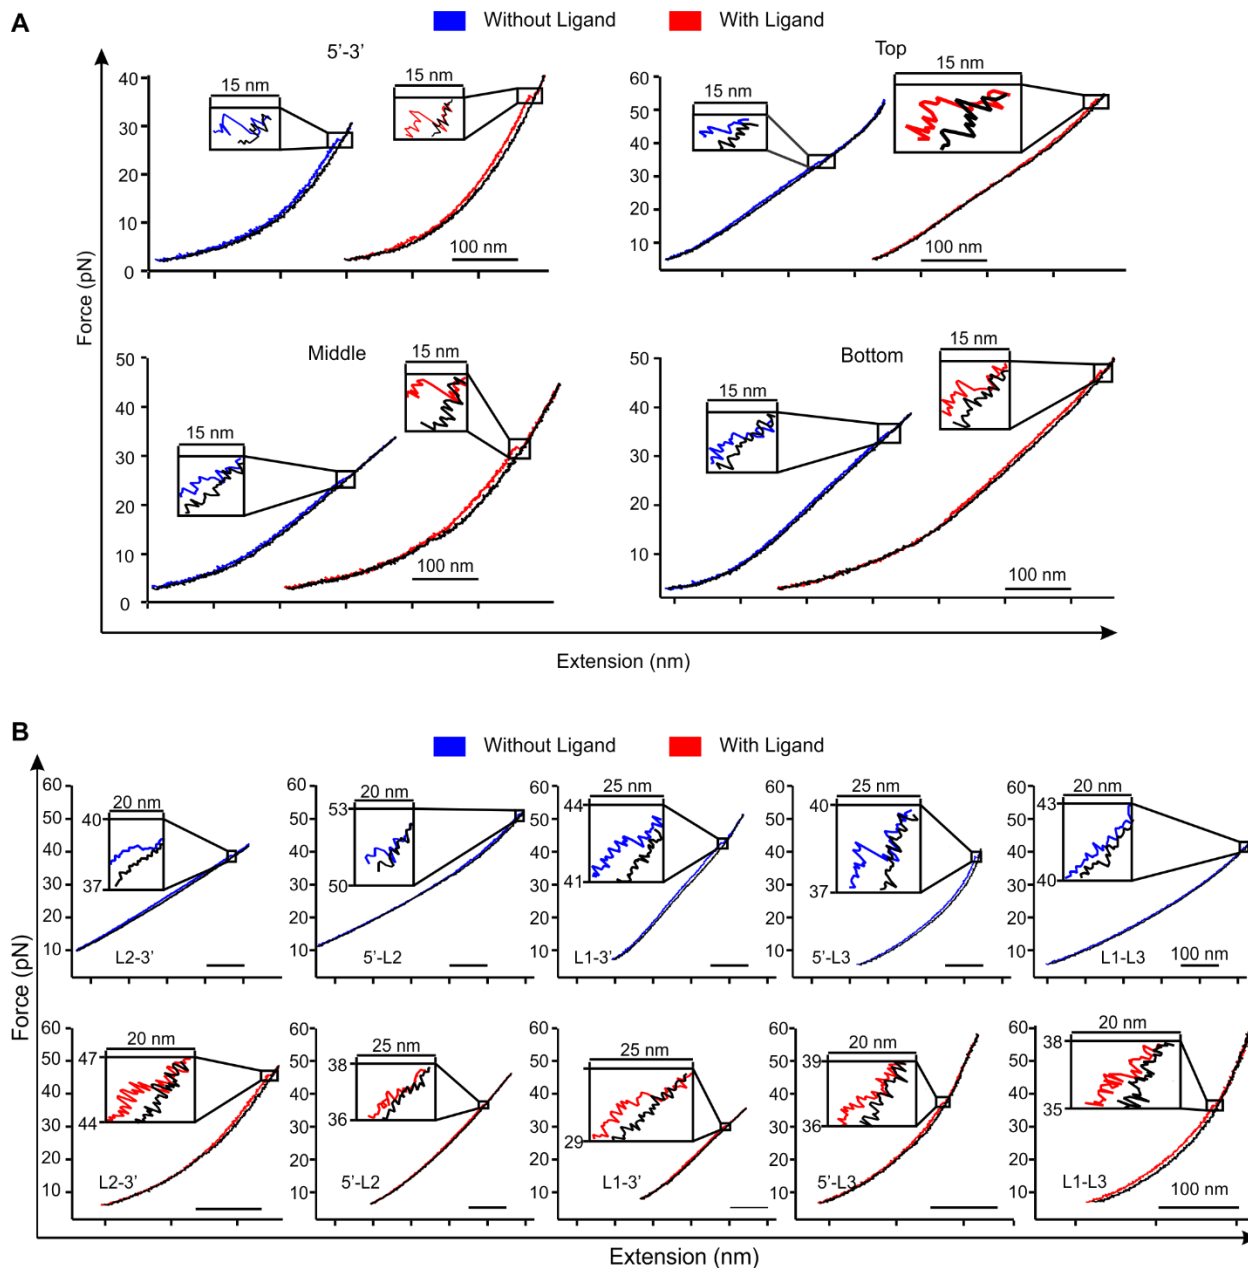 A
Without Ligand
With Ligand
5'-3'
Top
Force (pN)
40
30
20
10
0
15 nm
15 nm
100 nm
60
50
40
30
20
10
15 nm
15 nm
100 nm
Middle
Bottom
50
40
30
20
10
0
15 nm
15 nm
100 nm
50
40
30
20
10
15 nm
15 nm
100 nm
Extension (nm)
B
Without Ligand
With Ligand
Force (pN)
60
50
40
30
20
10
20 nm
40
37
L2-3'
60
50
40
30
20
10
20 nm
53
50
5'-L2
60
50
40
30
20
10
25 nm
44
41
L1-3'
60
50
40
30
20
10
25 nm
40
37
5'-L3
60
50
40
30
20
10
20 nm
43
40
L1-L3
100 nm
60
50
40
30
20
10
20 nm
47
44
L2-3'
60
50
40
30
20
10
25 nm
38
36
5'-L2
60
50
40
30
20
10
25 nm
29
L1-3'
60
50
40
30
20
10
20 nm
39
36
5'-L3
60
50
40
30
20
10
20 nm
38
35
L1-L3
100 nm
Extension (nm)